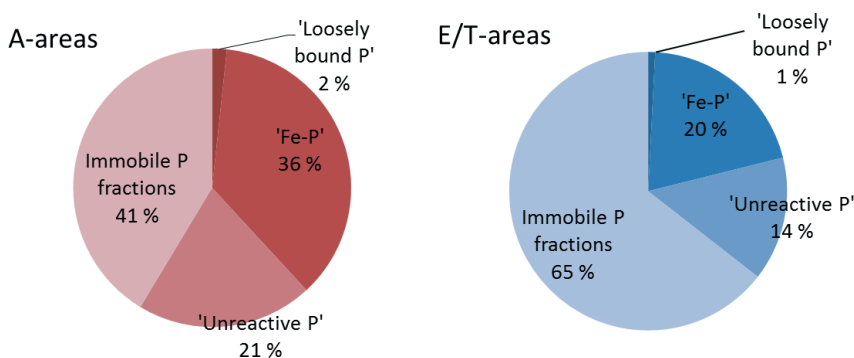 A-areas
'Loosely
bound P'
2 %
'Fe-P'
36 %
Immobile P
fractions
41 %
'Unreactive P'
21 %
E/T-areas
'Loosely
bound P'
1 %
'Fe-P'
20 %
'Unreactive P'
14 %
Immobile P
fractions
65 %